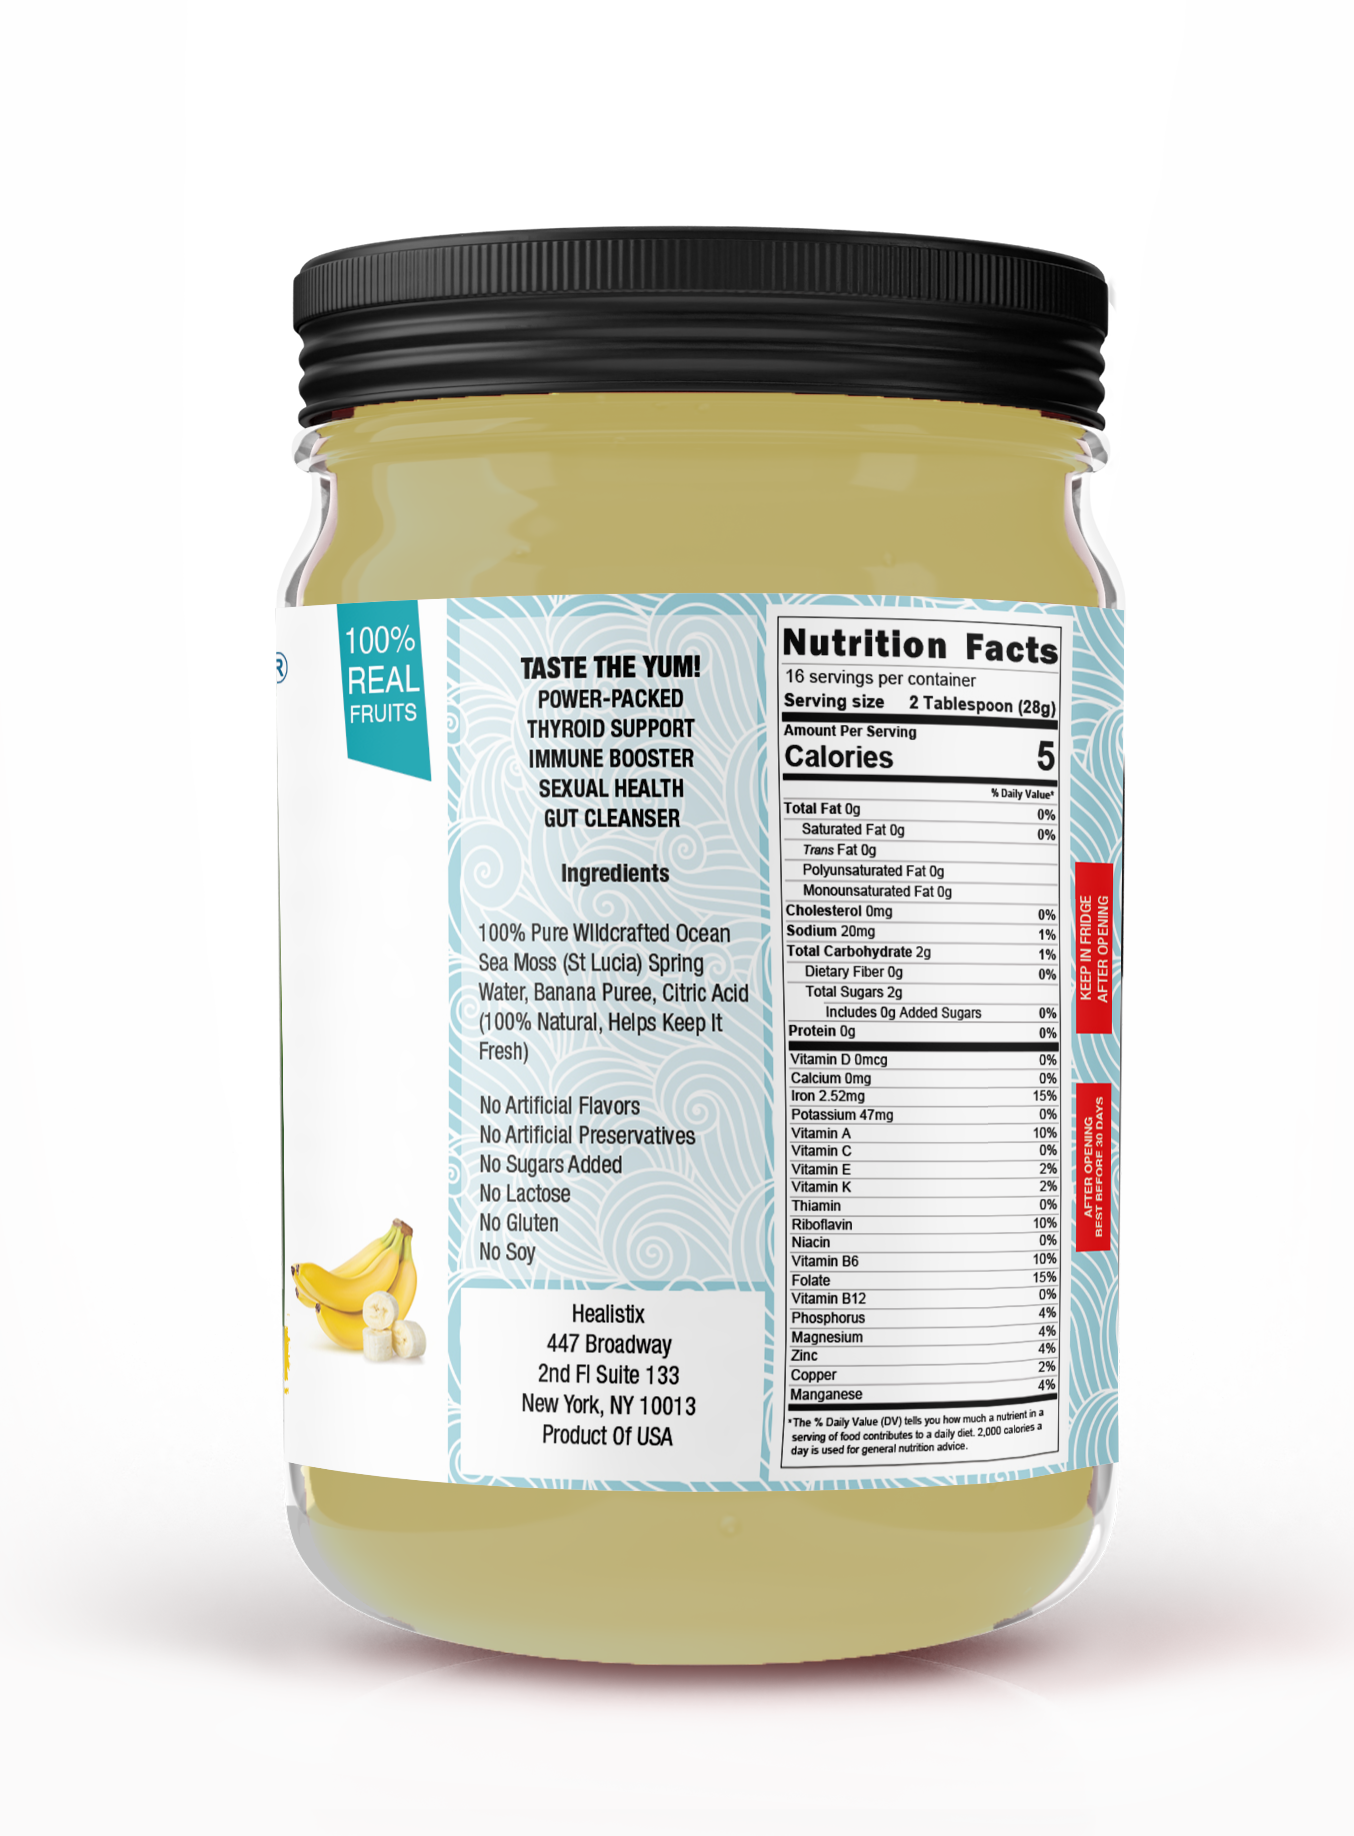 ®
100%
REAL
FRUITS
TASTE THE YUM!
POWER-PACKED
THYROID SUPPORT
IMMUNE BOOSTER
SEXUAL HEALTH
GUT CLEANSER
Ingredients
100% Pure WIldcrafted Ocean
Sea Moss (St Lucia) Spring
Water, Banana Puree, Citric Acid
(100% Natural, Helps Keep It
Fresh)
No Artificial Flavors
No Artificial Preservatives
No Sugars Added
No Lactose
No Gluten
No Soy
Healistix
447 Broadway
2nd Fl Suite 133
New York, NY 10013
Product Of USA
Nutrition Facts
16 servings per container
Serving size 2 Tablespoon (28g)
Amount Per Serving
Calories 5
% Daily Value*
Total Fat 0g 0%
Saturated Fat 0g 0%
Trans Fat 0g
Polyunsaturated Fat 0g
Monounsaturated Fat 0g
Cholesterol 0mg 0%
Sodium 20mg 1%
Total Carbohydrate 2g 1%
Dietary Fiber 0g 0%
Total Sugars 2g
Includes 0g Added Sugars 0%
Protein 0g 0%
Vitamin D 0mcg 0%
Calcium 0mg 0%
Iron 2.52mg 15%
Potassium 47mg 0%
Vitamin A 10%
Vitamin C 0%
Vitamin E 2%
Vitamin K 2%
Thiamin 0%
Riboflavin 10%
Niacin 0%
Vitamin B6 10%
Folate 15%
Vitamin B12 0%
Phosphorus 4%
Magnesium 4%
Zinc 4%
Copper 2%
Manganese 4%
*The % Daily Value (DV) tells you how much a nutrient in a
serving of food contributes to a daily diet. 2,000 calories a
day is used for general nutrition advice.
KEEP IN FRIDGE
AFTER OPENING
AFTER OPENING
BEST BEFORE 30 DAYS